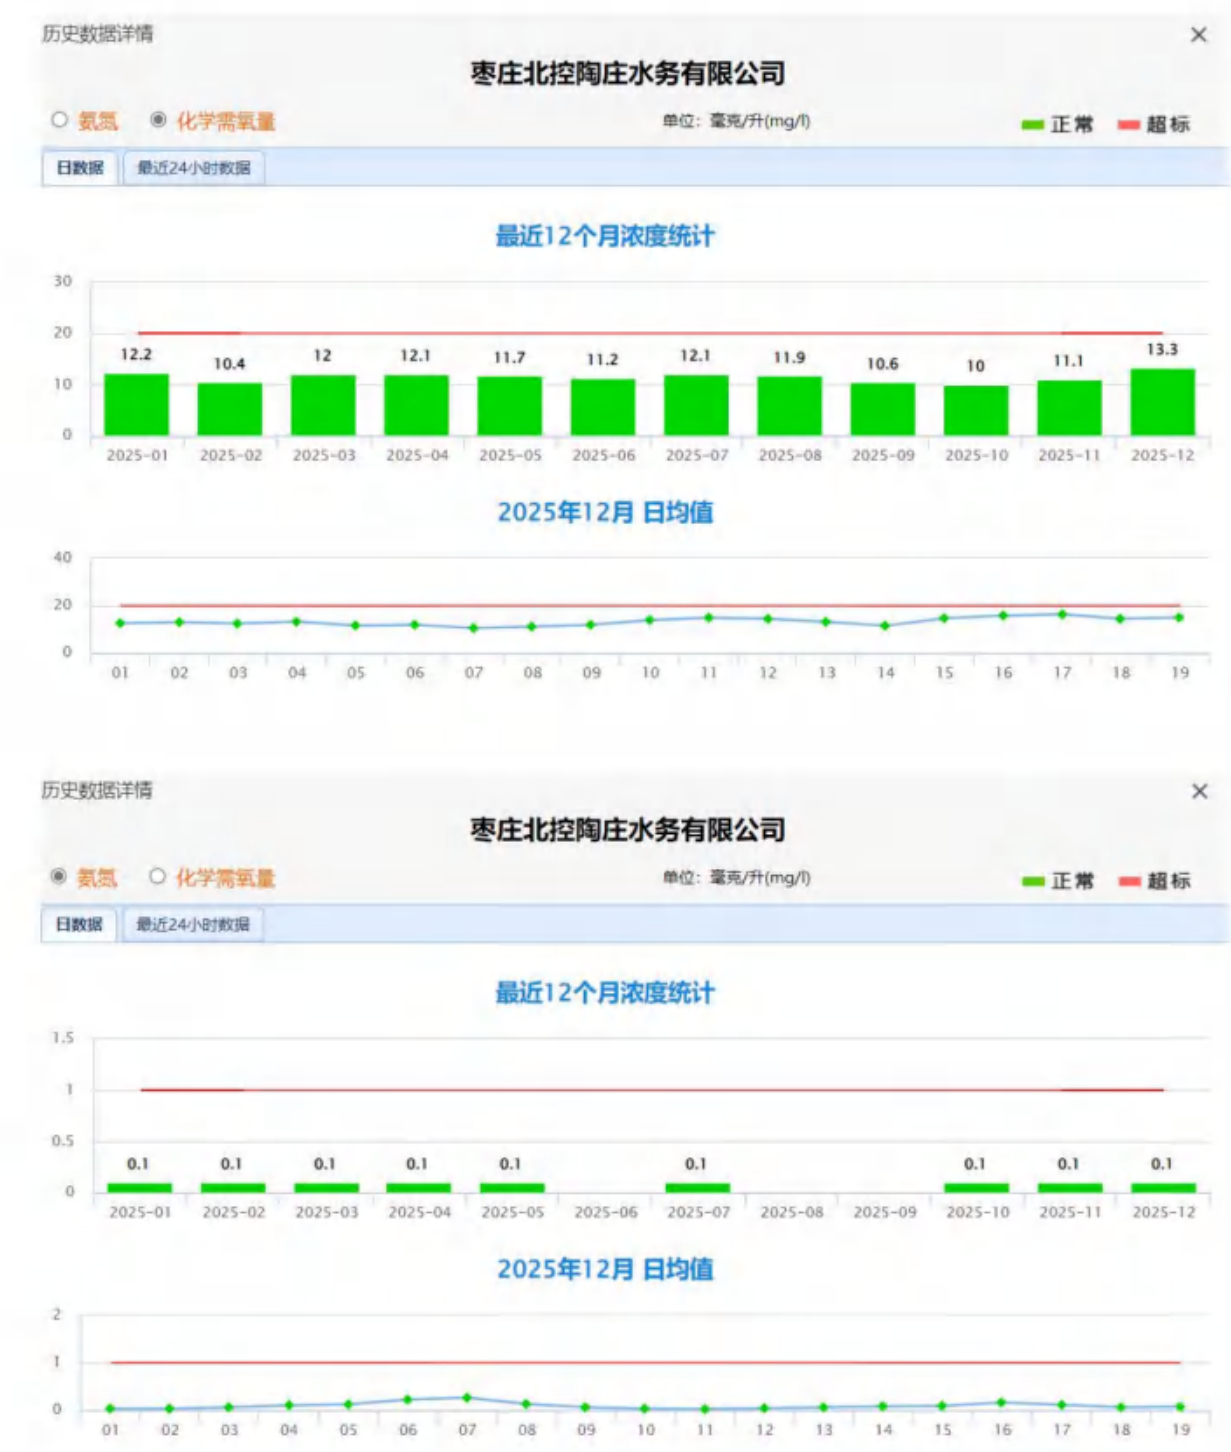 历史数据详情 ×
枣庄北控陶庄水务有限公司
氨氮 化学需氧量 单位：毫克/升(mg/l) 正常 超标
日数据 最近24小时数据
最近12个月浓度统计
30
20
12.2 10.4 12 12.1 11.7 11.2 12.1 11.9 10.6 10 11.1 13.3
10
0
2025-01 2025-02 2025-03 2025-04 2025-05 2025-06 2025-07 2025-08 2025-09 2025-10 2025-11 2025-12
2025年12月 日均值
40
20
0
01 02 03 04 05 06 07 08 09 10 11 12 13 14 15 16 17 18 19
历史数据详情 ×
枣庄北控陶庄水务有限公司
氨氮 化学需氧量 单位：毫克/升(mg/l) 正常 超标
日数据 最近24小时数据
最近12个月浓度统计
1.5
1
0.5
0.1 0.1 0.1 0.1 0.1 0.1 0.1 0.1 0.1
0
2025-01 2025-02 2025-03 2025-04 2025-05 2025-06 2025-07 2025-08 2025-09 2025-10 2025-11 2025-12
2025年12月 日均值
2
1
0
01 02 03 04 05 06 07 08 09 10 11 12 13 14 15 16 17 18 19